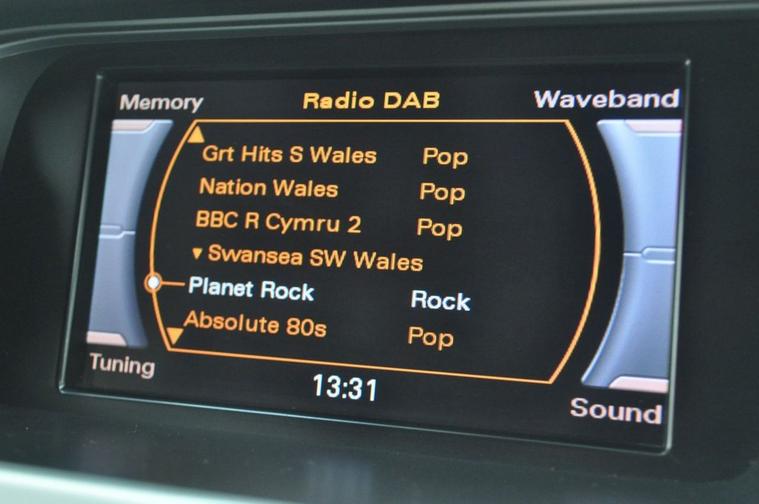 Memory Radio DAB Waveband
Grt Hits S Wales Pop
Nation Wales Pop
BBC R Cymru 2 Pop
Swansea SW Wales
Planet Rock Rock
Absolute 80s Pop
Tuning 13:31 Sound